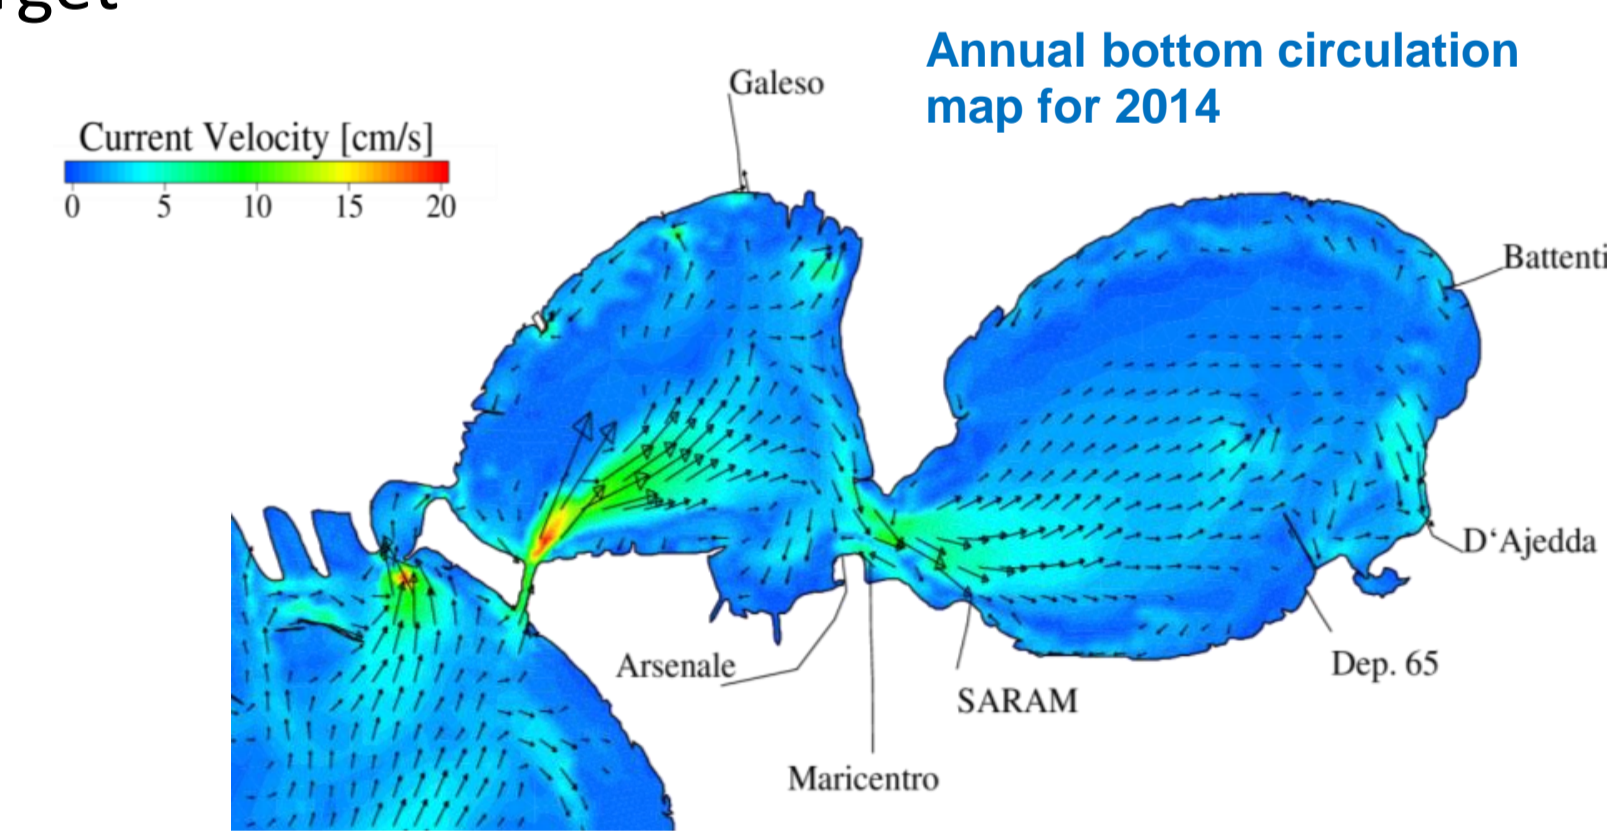 Annual bottom circulation
map for 2014
Galeso
Current Velocity [cm/s]
0 5 10 15 20
Battenti
D‘Ajedda
Arsenale
Dep. 65
SARAM
Maricentro